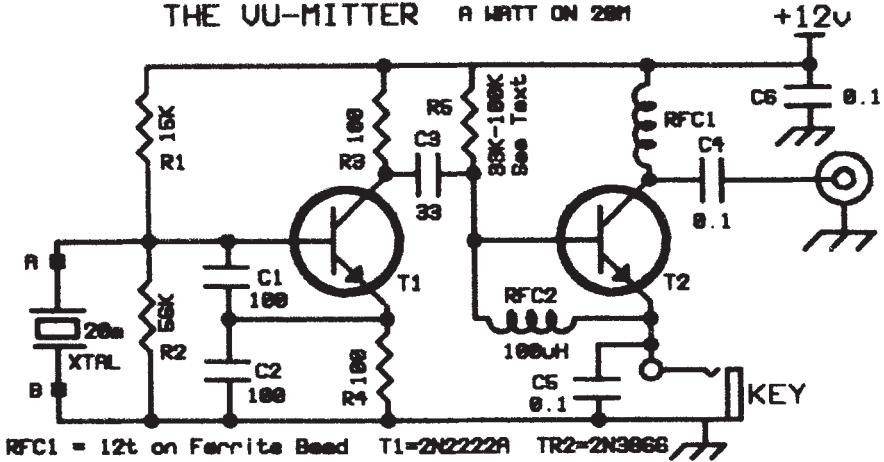 THE VU-MITTER A WATT ON 20M
+12v
15K
R1
100
R3
C3
33
R5
33K-100K
See Text
RFC1
C4
0.1
C6
0.1
A
20m
XTAL
B
56K
R2
C1
100
C2
100
T1
100
R4
RFC2
100uH
T2
C5
0.1
KEY
RFC1 = 12t on Ferrite Bead T1=2N2222A TR2=2N3866